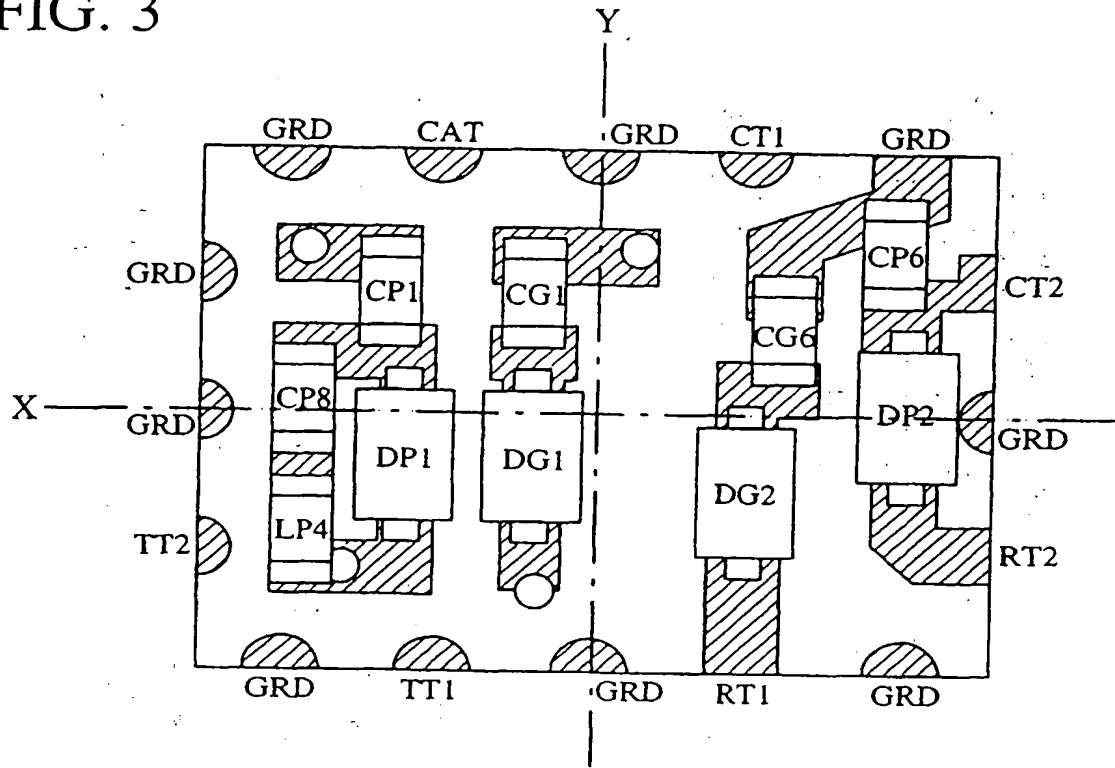 FIG. 3
Y
GRD CAT GRD CT1 GRD
GRD CP1 CG1 CP6 CT2
CG6
X CP8 DP2
GRD GRD
DP1 DG1 DG2
TT2 LP4 RT2
GRD TT1 GRD RT1 GRD